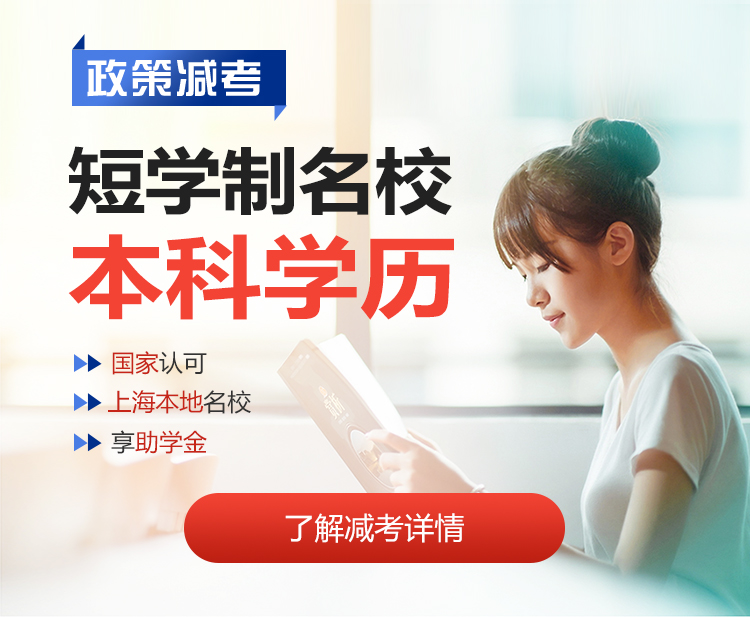 政策减考
短学制名校
本科学历
国家认可
上海本地名校
享助学金
了解减考详情